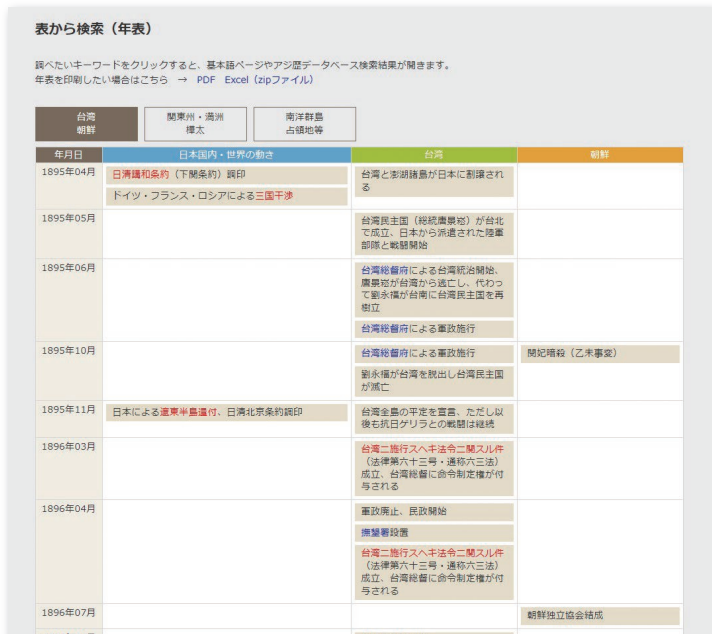 表から検索（年表）
調べたいキーワードをクリックすると、基本語ページやアジ歴データベース検索結果が開きます。
年表を印刷したい場合はこちら → PDF Excel（zipファイル）
台湾
朝鮮
関東州・満洲
樺太
南洋群島
占領地等
年月日
日本国内・世界の動き
台湾
朝鮮
1895年04月
日清講和条約（下関条約）調印
ドイツ・フランス・ロシアによる三国干渉
台湾と澎湖諸島が日本に割譲され
る
1895年05月
台湾民主国（総統唐景崧）が台北
で成立、日本から派遣された陸軍
部隊と戦闘開始
1895年06月
台湾総督府による台湾統治開始、
唐景崧が台湾から逃亡し、代わっ
て劉永福が台南に台湾民主国を再
樹立
台湾総督府による軍政施行
1895年10月
台湾総督府による軍政施行
劉永福が台湾を脱出し台湾民主国
が滅亡
閔妃暗殺（乙未事変）
1895年11月
日本による遼東半島還付、日清北京条約調印
台湾全島の平定を宣言、ただし以
後も抗日ゲリラとの戦闘は継続
1896年03月
台湾ニ施行スヘキ法令ニ関スル件
（法律第六十三号・通称六三法）
成立、台湾総督に命令制定権が付
与される
1896年04月
軍政廃止、民政開始
撫墾署設置
台湾ニ施行スヘキ法令ニ関スル件
（法律第六十三号・通称六三法）
成立、台湾総督に命令制定権が付
与される
1896年07月
朝鮮独立協会結成